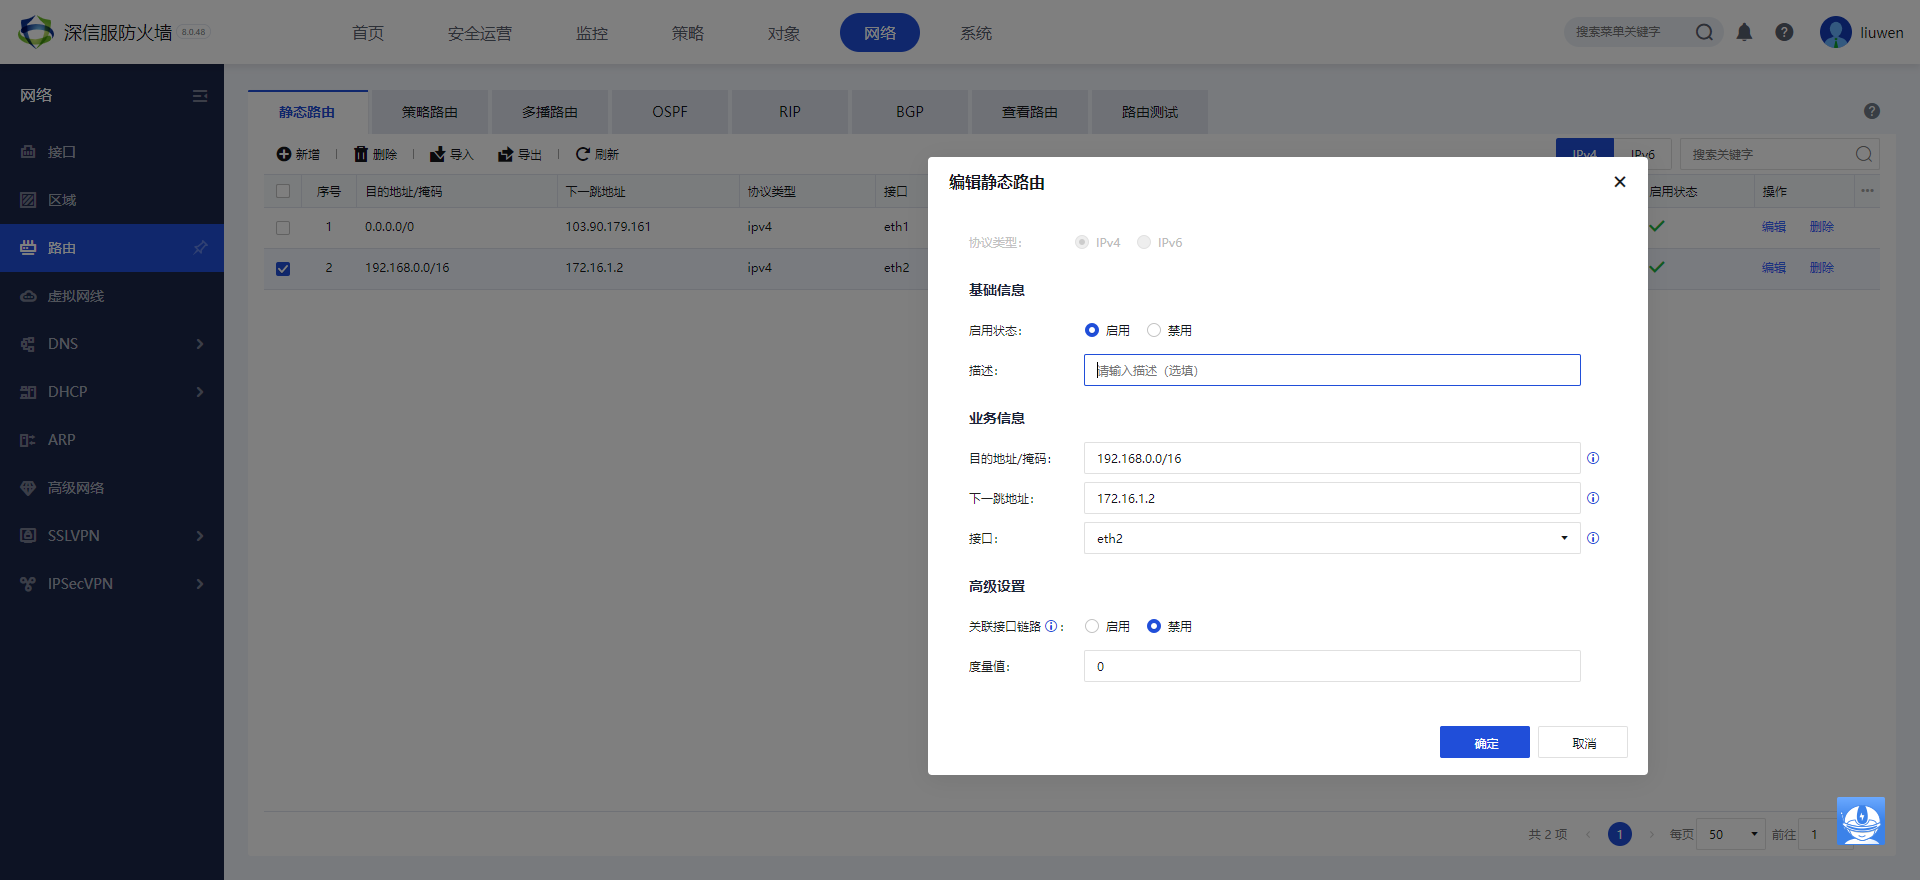 深信服防火墙 8.0.48
首页 安全运营 监控 策略 对象 网络 系统
搜索菜单关键字
liuwen
网络
接口
区域
路由
虚拟网线
DNS
DHCP
ARP
高级网络
SSLVPN
IPSecVPN
静态路由 策略路由 多播路由 OSPF RIP BGP 查看路由 路由测试
新增 删除 导入 导出 刷新
IPv4 IPv6 搜索关键字
序号 目的地址/掩码 下一跳地址 协议类型 接口 启用状态 操作
1 0.0.0.0/0 103.90.179.161 ipv4 eth1 编辑 删除
2 192.168.0.0/16 172.16.1.2 ipv4 eth2 编辑 删除
编辑静态路由
协议类型: IPv4 IPv6
基础信息
启用状态: 启用 禁用
描述: 请输入描述（选填）
业务信息
目的地址/掩码: 192.168.0.0/16
下一跳地址: 172.16.1.2
接口: eth2
高级设置
关联接口链路: 启用 禁用
度量值: 0
确定 取消
共 2 项 1 每页 50 前往 1